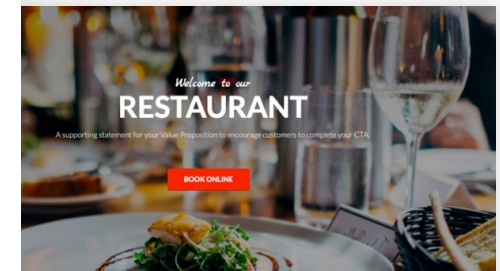 Welcome to our
RESTAURANT
A supporting statement for your Value Proposition to encourage customers to complete your CTA.
BOOK ONLINE